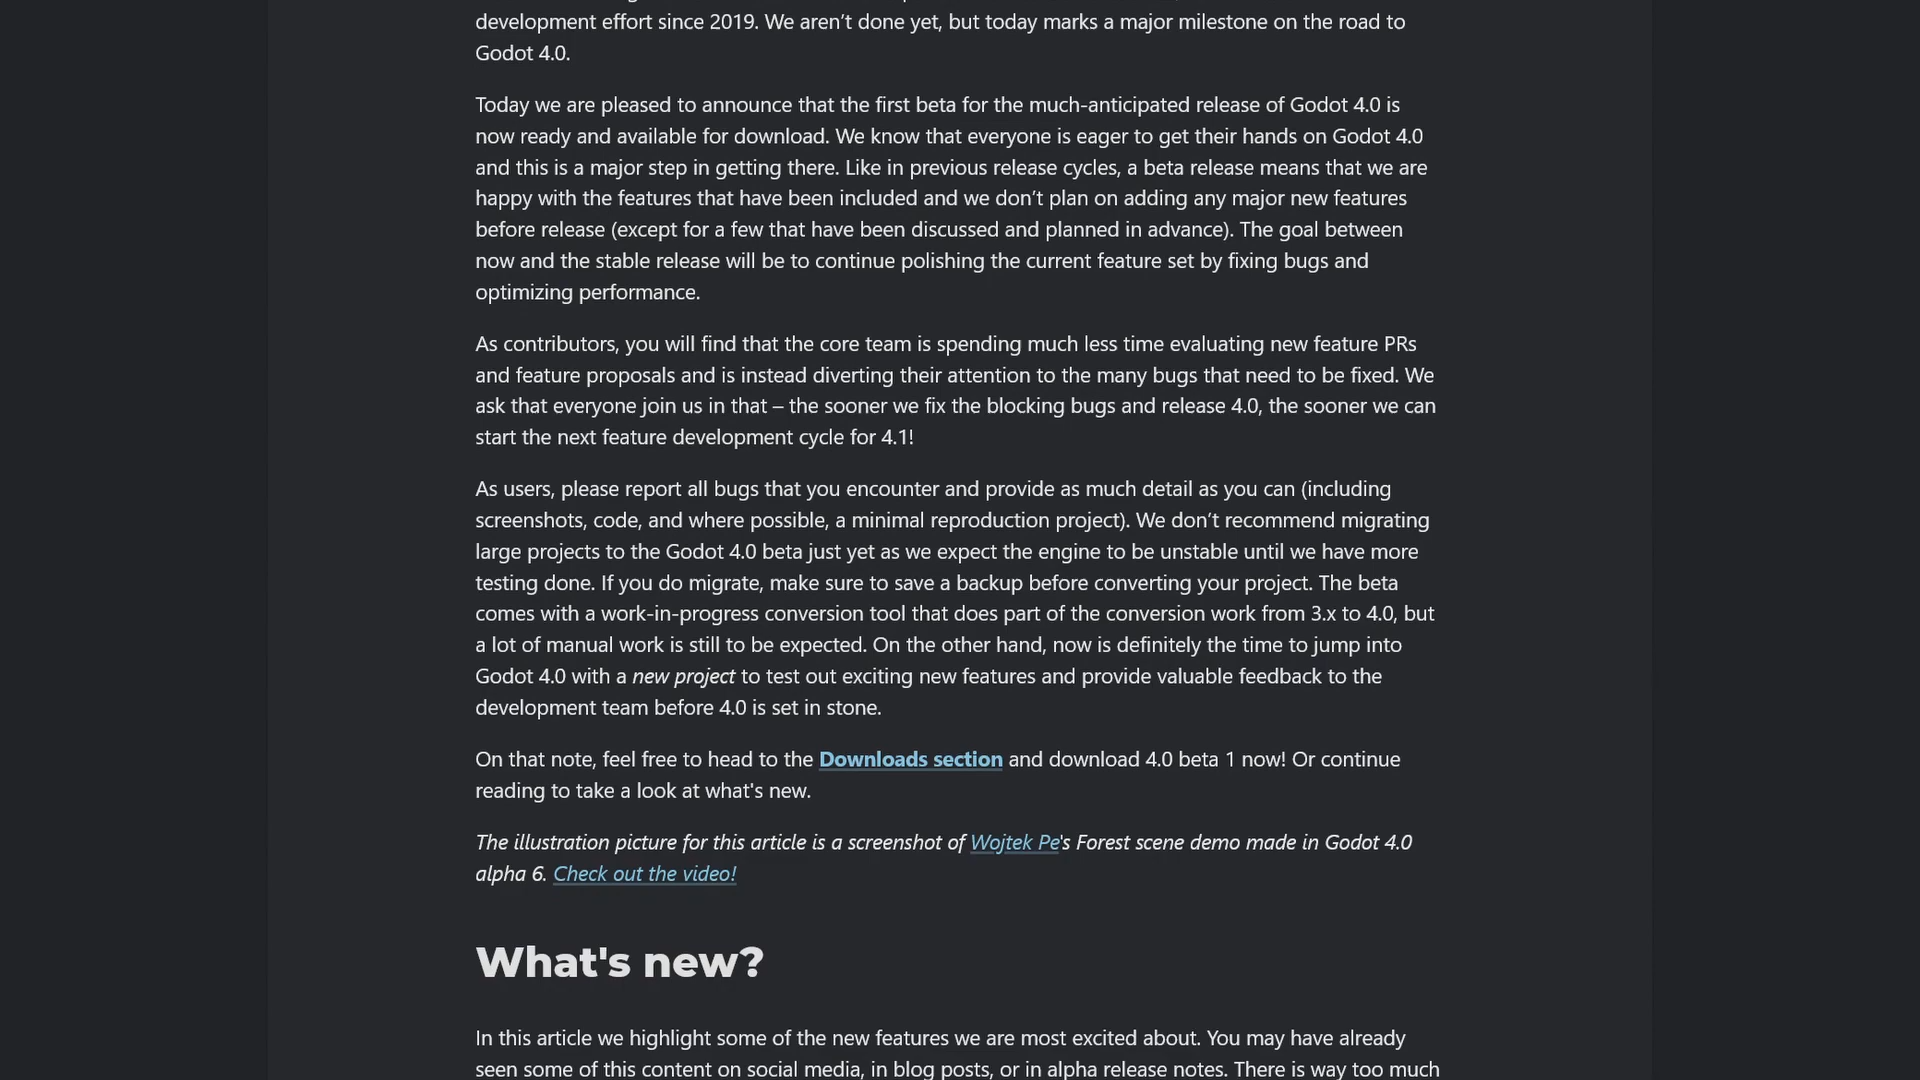 development effort since 2019. We aren’t done yet, but today marks a major milestone on the road to
Godot 4.0.
Today we are pleased to announce that the first beta for the much-anticipated release of Godot 4.0 is
now ready and available for download. We know that everyone is eager to get their hands on Godot 4.0
and this is a major step in getting there. Like in previous release cycles, a beta release means that we are
happy with the features that have been included and we don’t plan on adding any major new features
before release (except for a few that have been discussed and planned in advance). The goal between
now and the stable release will be to continue polishing the current feature set by fixing bugs and
optimizing performance.
As contributors, you will find that the core team is spending much less time evaluating new feature PRs
and feature proposals and is instead diverting their attention to the many bugs that need to be fixed. We
ask that everyone join us in that – the sooner we fix the blocking bugs and release 4.0, the sooner we can
start the next feature development cycle for 4.1!
As users, please report all bugs that you encounter and provide as much detail as you can (including
screenshots, code, and where possible, a minimal reproduction project). We don’t recommend migrating
large projects to the Godot 4.0 beta just yet as we expect the engine to be unstable until we have more
testing done. If you do migrate, make sure to save a backup before converting your project. The beta
comes with a work-in-progress conversion tool that does part of the conversion work from 3.x to 4.0, but
a lot of manual work is still to be expected. On the other hand, now is definitely the time to jump into
Godot 4.0 with a new project to test out exciting new features and provide valuable feedback to the
development team before 4.0 is set in stone.
On that note, feel free to head to the Downloads section and download 4.0 beta 1 now! Or continue
reading to take a look at what's new.
The illustration picture for this article is a screenshot of Wojtek Pe's Forest scene demo made in Godot 4.0
alpha 6. Check out the video!
What's new?
In this article we highlight some of the new features we are most excited about. You may have already
seen some of this content on social media, in blog posts, or in alpha release notes. There is way too much